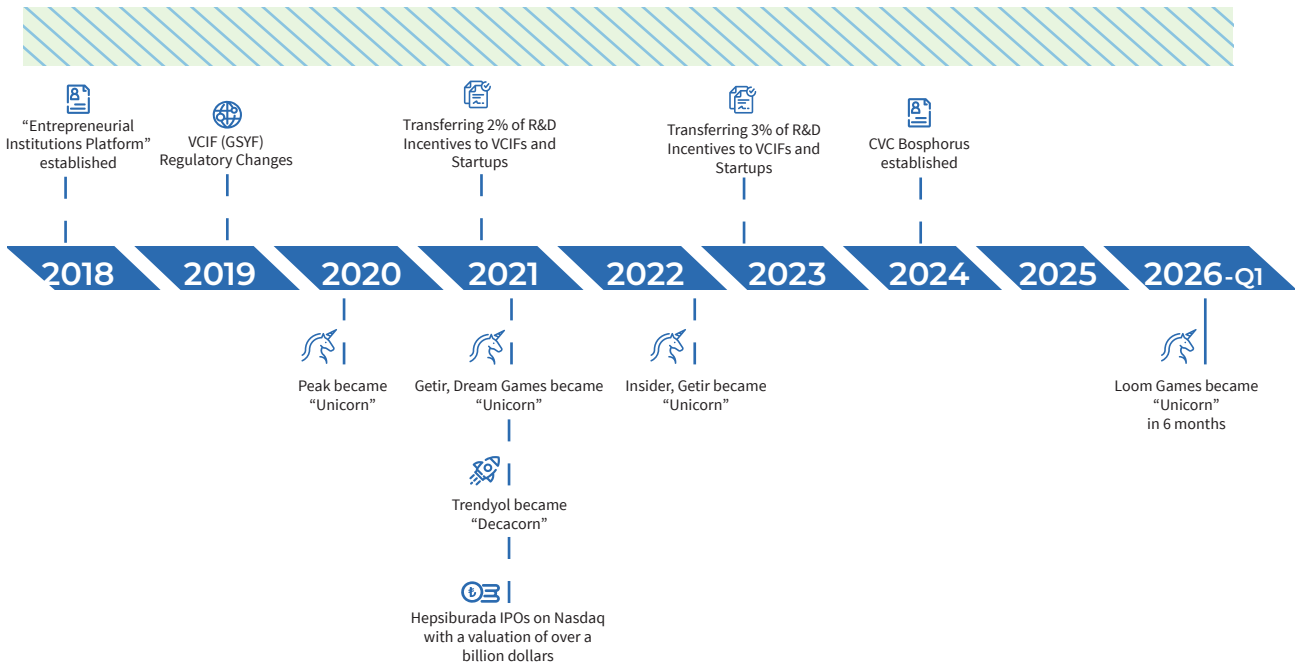 “Entrepreneurial
Institutions Platform”
established
VCIF (GSYF)
Regulatory Changes
Transferring 2% of R&D
Incentives to VCIFs and
Startups
Transferring 3% of R&D
Incentives to VCIFs and
Startups
CVC Bosphorus
established
2018
2019
2020
2021
2022
2023
2024
2025
2026-Q1
Peak became
“Unicorn”
Getir, Dream Games became
“Unicorn”
Insider, Getir became
“Unicorn”
Loom Games became
“Unicorn”
in 6 months
Trendyol became
“Decacorn”
₺
Hepsiburada IPOs on Nasdaq
with a valuation of over a
billion dollars